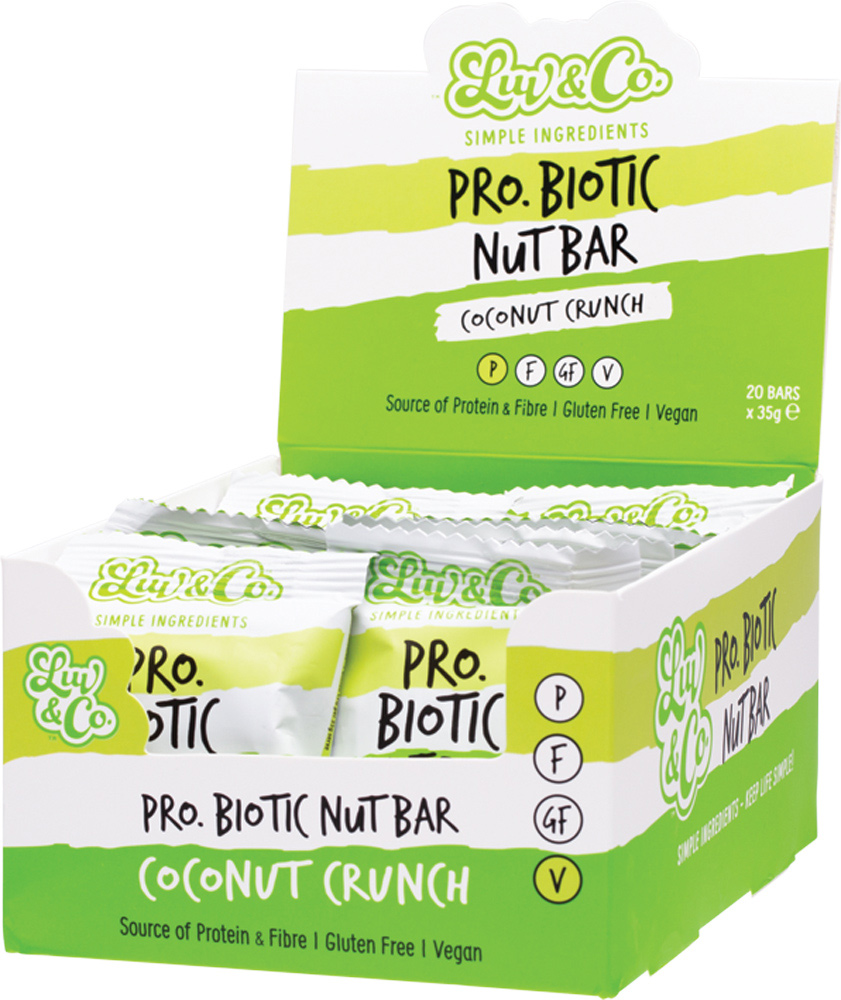 Luv & Co.
SIMPLE INGREDIENTS
PRO. BIOTIC
NUT BAR
COCONUT CRUNCH
P F GF V
Source of Protein & Fibre | Gluten Free | Vegan
20 BARS
x 35g e
Luv & Co.
SIMPLE INGREDIENTS
PRO.
BIOTIC
Luv & Co.
SIMPLE INGREDIENT
PRO.
BIOTIC
Luv
& Co.
P
F
GF
V
PRO. BIOTIC NUT BAR
COCONUT CRUNCH
Source of Protein & Fibre | Gluten Free | Vegan
Luv
& Co.
PRO. BIOTIC
NUT BAR
SIMPLE INGREDIENTS - KEEP LIFE SIMPLE!